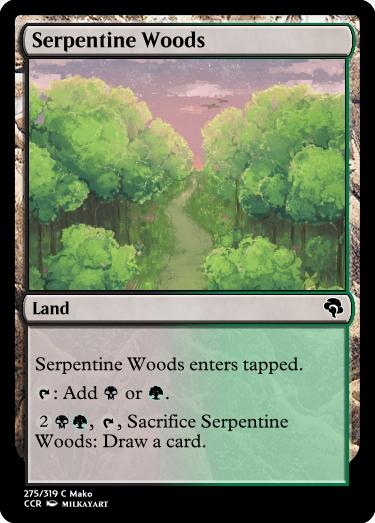 Serpentine Woods
Land
Serpentine Woods enters tapped.
: Add or .
2 , , Sacrifice Serpentine
Woods: Draw a card.
275/319 C Mako
CCR MILKAYART